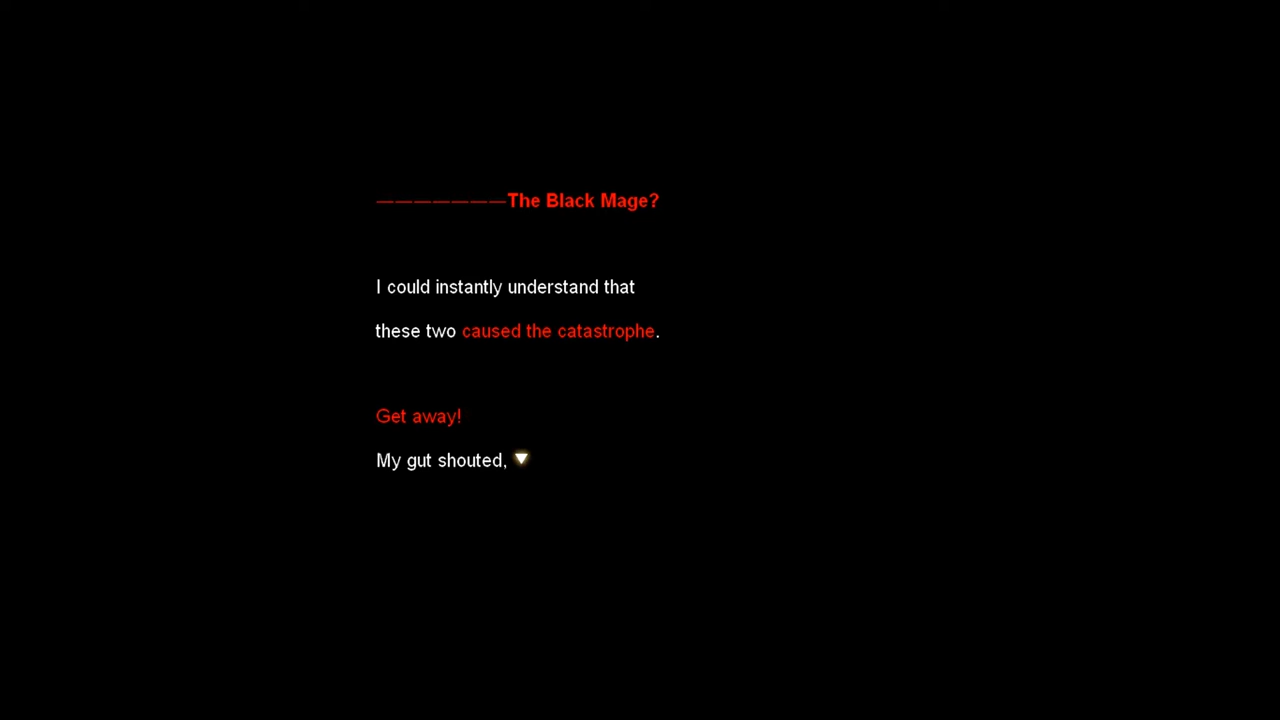 ———————The Black Mage?
I could instantly understand that
these two caused the catastrophe.
Get away!
My gut shouted,